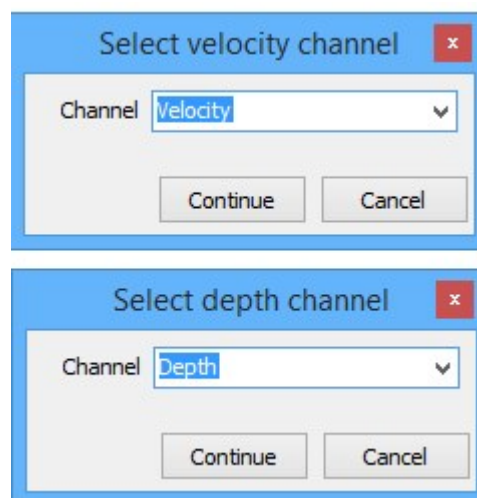 Select velocity channel x
Channel Velocity
Continue Cancel
Select depth channel x
Channel Depth
Continue Cancel